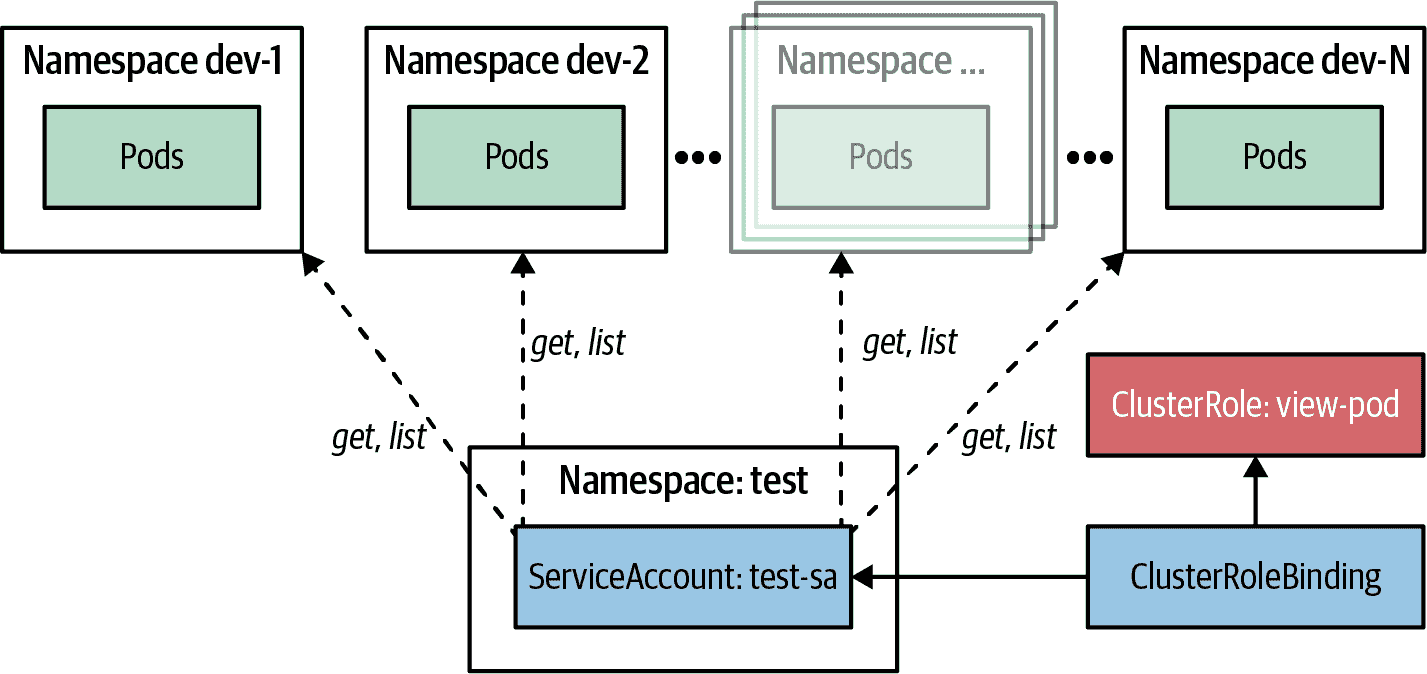 Namespace dev-1
Namespace dev-2
Namespace ...
Namespace dev-N
Pods
Pods
•••
Pods
•••
Pods
get, list
get, list
get, list
get, list
ClusterRole: view-pod
Namespace: test
ServiceAccount: test-sa
ClusterRoleBinding